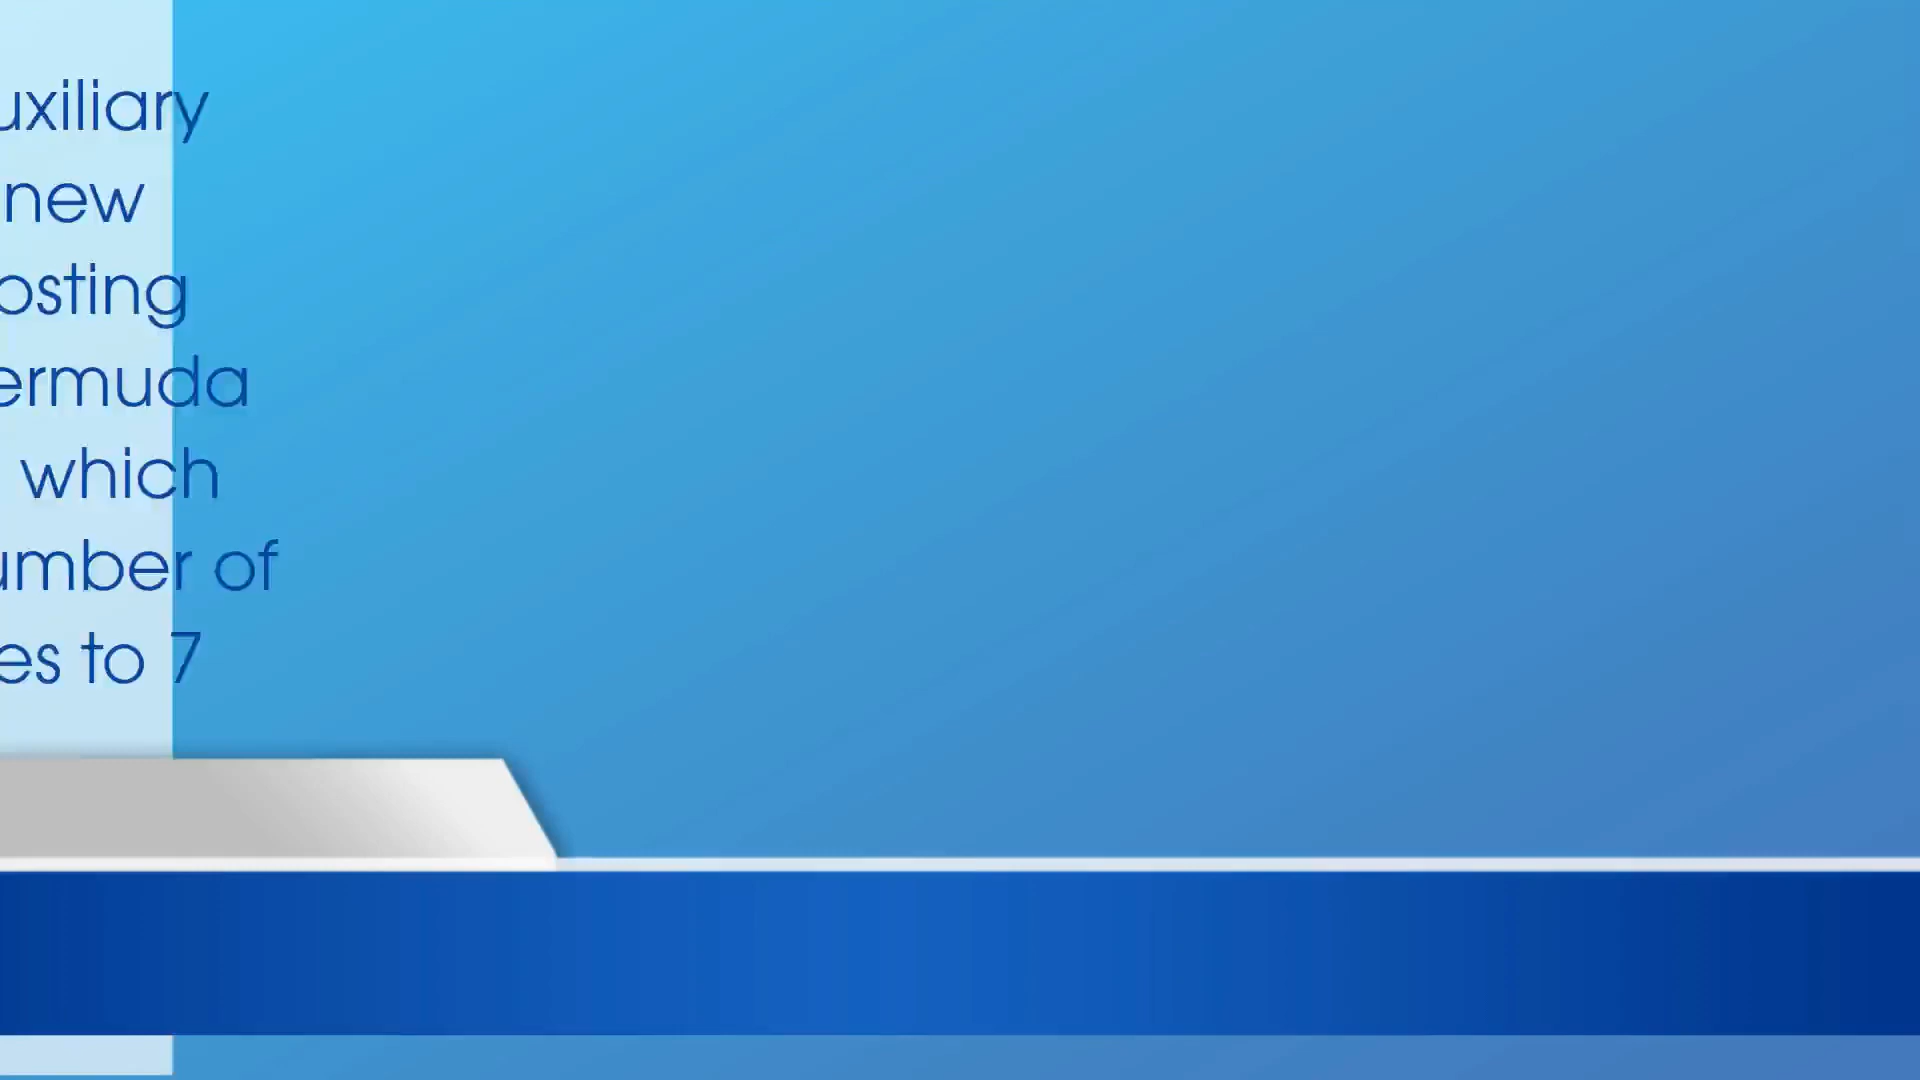 uxiliary
new
osting
ermuda
which
umber of
es to 7